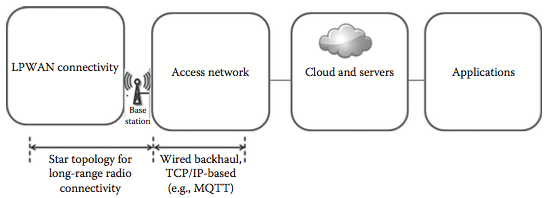 LPWAN connectivity
Base
station
Access network
Cloud and servers
Applications
Star topology for
long-range radio
connectivity
Wired backhaul,
TCP/IP-based
(e.g., MQTT)